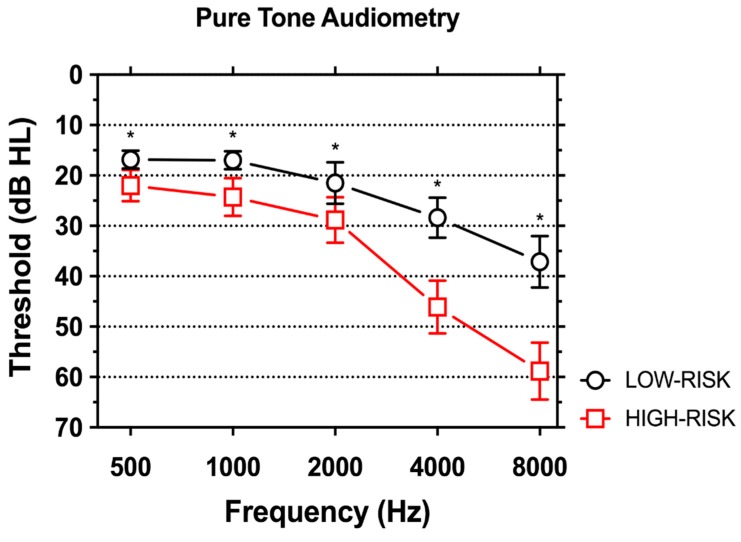 Pure Tone Audiometry
Threshold (dB HL)
0
10
20
30
40
50
60
70
* * * * *
500 1000 2000 4000 8000
Frequency (Hz)
LOW-RISK
HIGH-RISK